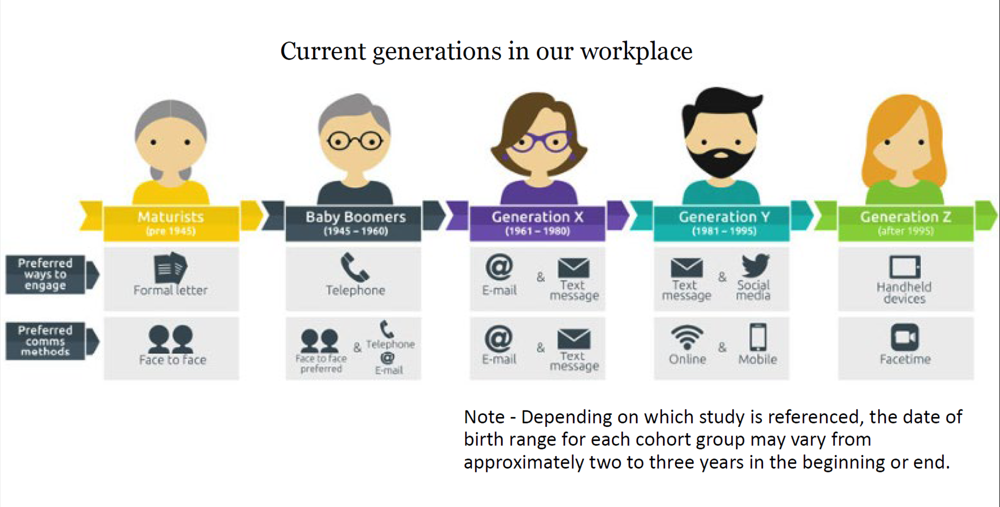 Current generations in our workplace
Maturists
(pre 1945)
Baby Boomers
(1945 – 1960)
Generation X
(1961 – 1980)
Generation Y
(1981 – 1995)
Generation Z
(after 1995)
Preferred
ways to
engage
Formal letter
Telephone
E-mail
&
Text
message
Text
message
&
Social
media
Handheld
devices
Preferred
comms
methods
Face to face
Face to face
preferred
&
Telephone
E-mail
E-mail
&
Text
message
Online
&
Mobile
Facetime
Note - Depending on which study is referenced, the date of
birth range for each cohort group may vary from
approximately two to three years in the beginning or end.